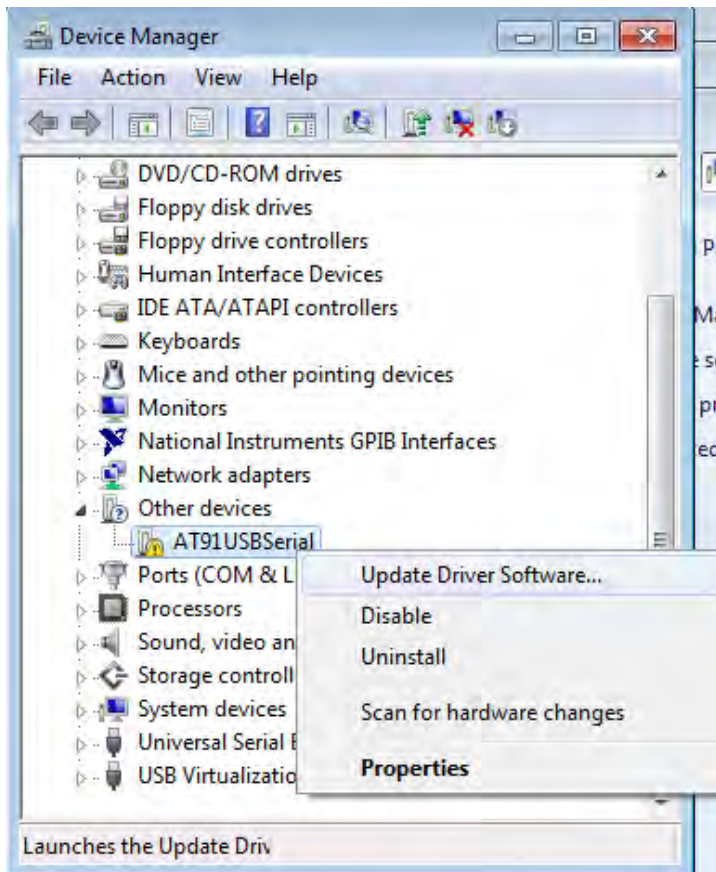 Device Manager
File Action View Help
DVD/CD-ROM drives
Floppy disk drives
Floppy drive controllers
Human Interface Devices
IDE ATA/ATAPI controllers
Keyboards
Mice and other pointing devices
Monitors
National Instruments GPIB Interfaces
Network adapters
Other devices
AT91USBSerial
Ports (COM & L
Processors
Sound, video an
Storage controll
System devices
Universal Serial
USB Virtualizatio
Update Driver Software...
Disable
Uninstall
Scan for hardware changes
Properties
Launches the Update Driv